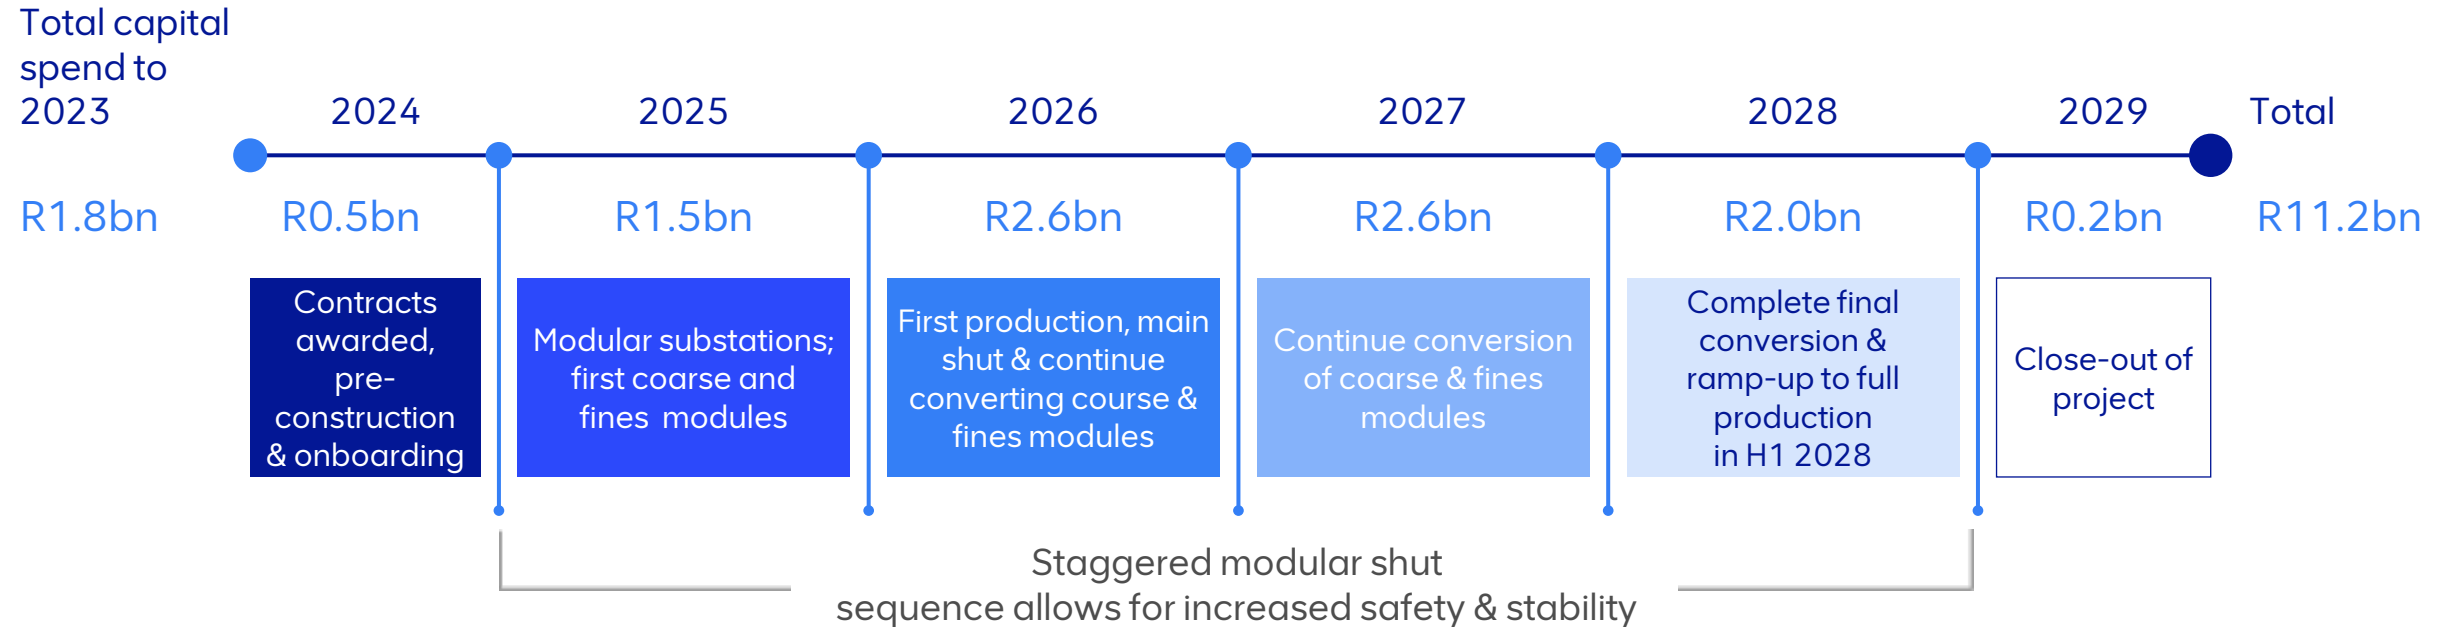 Total capital
spend to
2023
2024
2025
2026
2027
2028
2029
Total
R1.8bn
R0.5bn
R1.5bn
R2.6bn
R2.6bn
R2.0bn
R0.2bn
R11.2bn
Contracts
awarded,
pre-
construction
& onboarding
Modular substations;
first coarse and
fines modules
First production, main
shut & continue
converting course &
fines modules
Continue conversion
of coarse & fines
modules
Complete final
conversion &
ramp-up to full
production
in H1 2028
Close-out of
project
Staggered modular shut
sequence allows for increased safety & stability